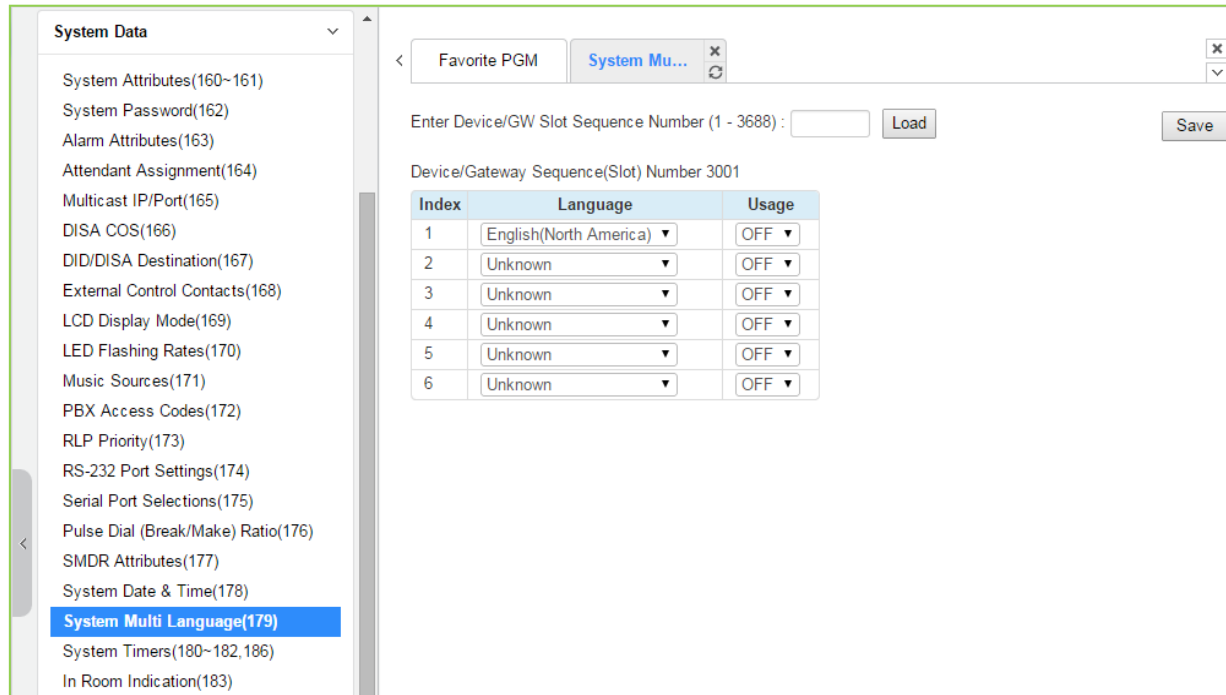 System Data
System Attributes(160~161)
System Password(162)
Alarm Attributes(163)
Attendant Assignment(164)
Multicast IP/Port(165)
DISA COS(166)
DID/DISA Destination(167)
External Control Contacts(168)
LCD Display Mode(169)
LED Flashing Rates(170)
Music Sources(171)
PBX Access Codes(172)
RLP Priority(173)
RS-232 Port Settings(174)
Serial Port Selections(175)
Pulse Dial (Break/Make) Ratio(176)
SMDR Attributes(177)
System Date & Time(178)
System Multi Language(179)
System Timers(180~182,186)
In Room Indication(183)
Favorite PGM System Mu...
Enter Device/GW Slot Sequence Number (1 - 3688) : Load Save
Device/Gateway Sequence(Slot) Number 3001
Index Language Usage
1 English(North America) OFF
2 Unknown OFF
3 Unknown OFF
4 Unknown OFF
5 Unknown OFF
6 Unknown OFF